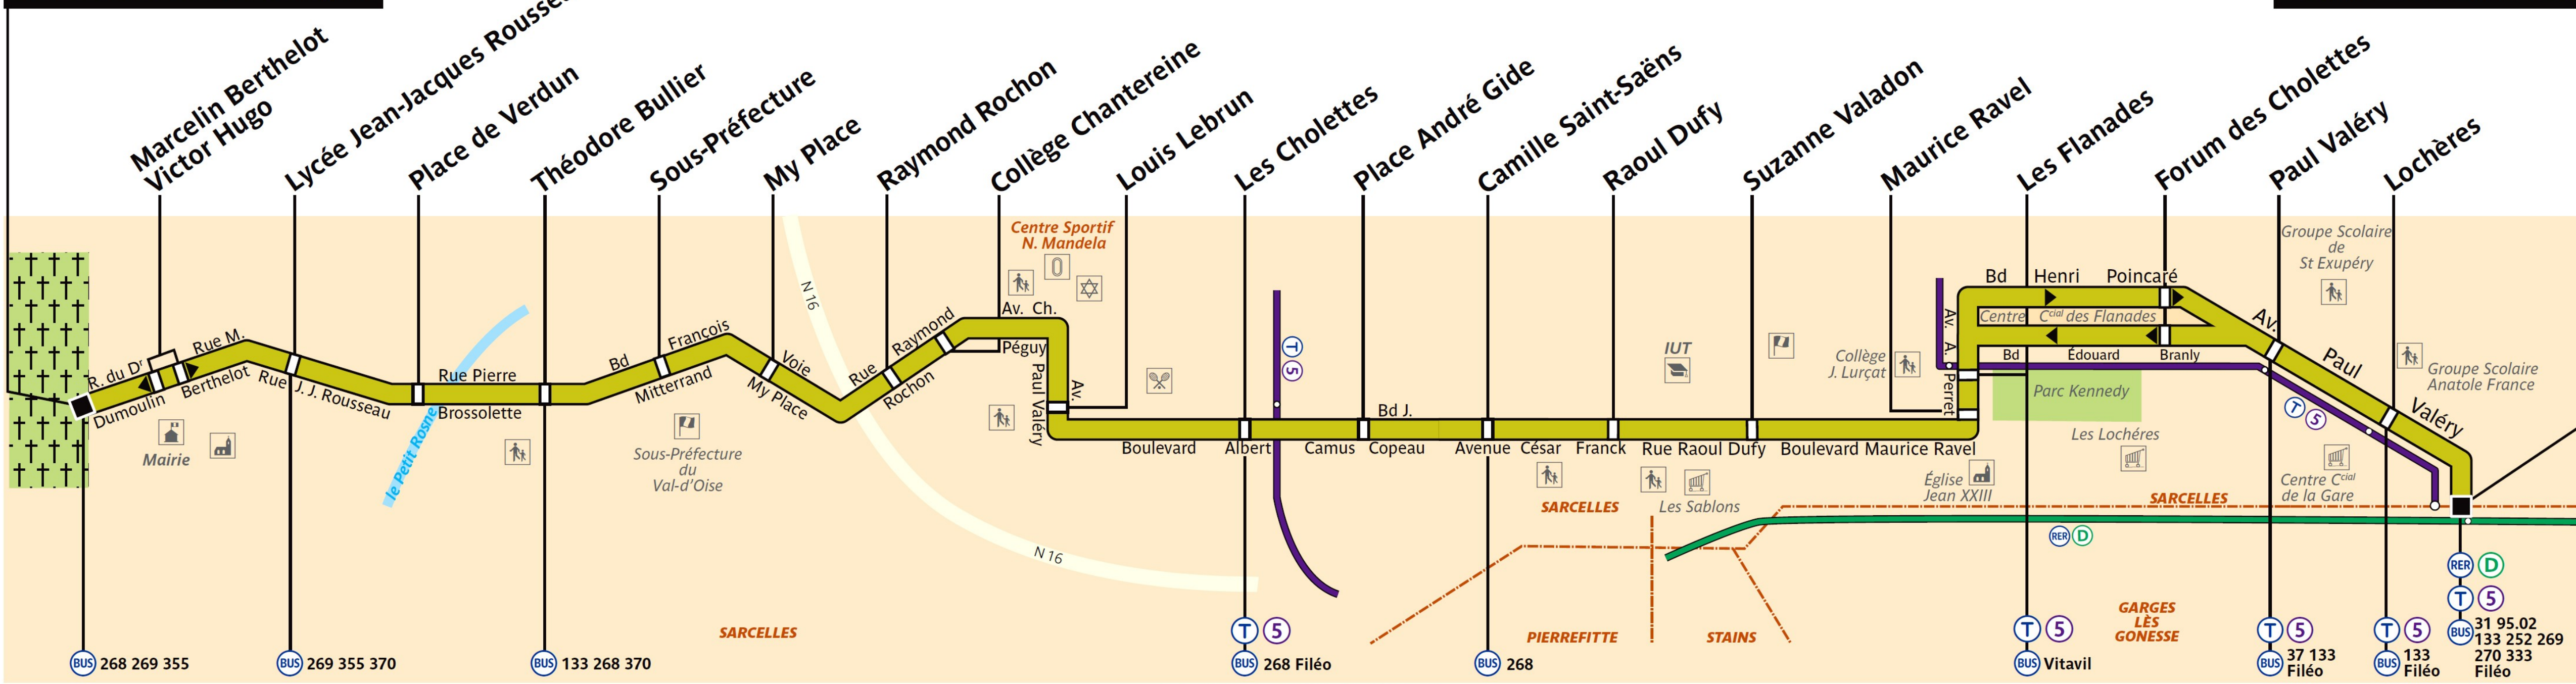 Marcelin Berthelot
Victor Hugo
Lycée Jean-Jacques
Place de Verdun
Théodore Bullier
Sous-Préfecture
My Place
Raymond Rochon
Collège Chantereine
Louis Lebrun
Les Cholettes
Place André Gide
Camille Saint-Saëns
Raoul Dufy
Suzanne Valadon
Maurice Ravel
Les Flanades
Forum des Cholettes
Paul Valéry
Lochères
R. du Dr
Dumoulin
Rue M.
Berthelot
Rue J. J. Rousseau
Rue Pierre
Brossolette
le Petit Rosne
Bd François
Mitterrand
Voie
My Place
Rue Raymond
Rochon
N 16
N 16
Av. Ch.
Péguy
Av.
Paul Valéry
Mairie
Sous-Préfecture
du
Val-d'Oise
Centre Sportif
N. Mandela
T 5
Boulevard Albert Camus
Bd J.
Copeau
Avenue César Franck
Rue Raoul Dufy
Boulevard Maurice Ravel
IUT
Collège
J. Lurçat
Av. A. Perret
Bd Henri Poincaré
Centre Ccial des Flanades
Bd Édouard Branly
Parc Kennedy
Av. Paul Valéry
Groupe Scolaire
de
St Exupéry
Groupe Scolaire
Anatole France
T 5
Les Lochéres
Centre Ccial
de la Gare
Église
Jean XXIII
Les Sablons
SARCELLES
SARCELLES
RER D
SARCELLES
PIERREFITTE
STAINS
GARGES
LÈS
GONESSE
BUS 268 269 355
BUS 269 355 370
BUS 133 268 370
T 5
BUS 268 Filéo
BUS 268
T 5
BUS Vitavil
T 5
BUS 37 133
Filéo
T 5
BUS 133
Filéo
RER D
T 5
BUS 31 95.02
133 252 269
270 333
Filéo